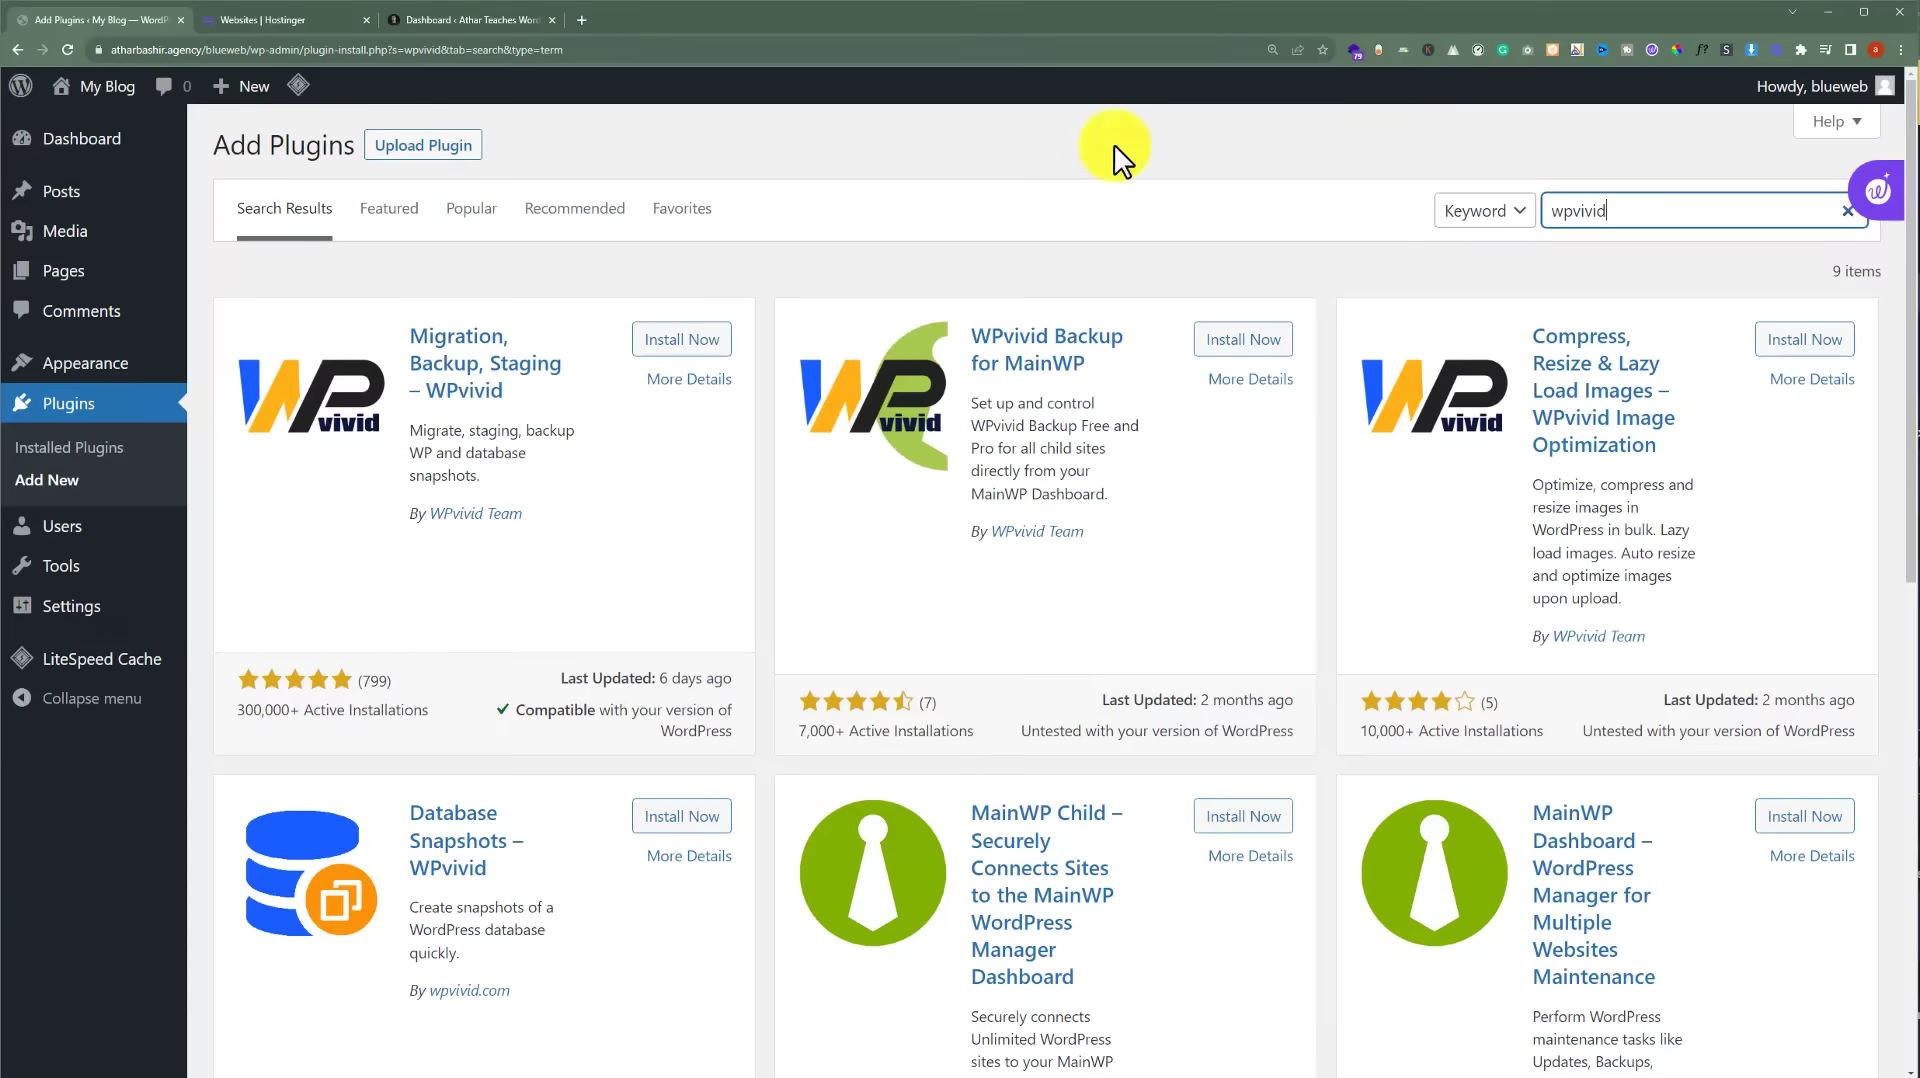 Add Plugins ‹ My Blog — WordPr
Websites | Hostinger
Dashboard ‹ Athar Teaches Word
atharbashir.agency/blueweb/wp-admin/plugin-install.php?s=wpvivid&tab=search&type=term
79
My Blog
0
New
Howdy, blueweb
Dashboard
Posts
Media
Pages
Comments
Appearance
Plugins
Installed Plugins
Add New
Users
Tools
Settings
LiteSpeed Cache
Collapse menu
Add Plugins
Upload Plugin
Help
Search Results
Featured
Popular
Recommended
Favorites
Keyword
wpvivid
9 items
WP vivid
Migration,
Backup, Staging
– WPvivid
Install Now
More Details
Migrate, staging, backup
WP and database
snapshots.
By WPvivid Team
(799)
300,000+ Active Installations
Last Updated: 6 days ago
Compatible with your version of
WordPress
WP vivid
WPvivid Backup
for MainWP
Install Now
More Details
Set up and control
WPvivid Backup Free and
Pro for all child sites
directly from your
MainWP Dashboard.
By WPvivid Team
(7)
7,000+ Active Installations
Last Updated: 2 months ago
Untested with your version of WordPress
WP vivid
Compress,
Resize & Lazy
Load Images –
WPvivid Image
Optimization
Install Now
More Details
Optimize, compress and
resize images in
WordPress in bulk. Lazy
load images. Auto resize
and optimize images
upon upload.
By WPvivid Team
(5)
10,000+ Active Installations
Last Updated: 2 months ago
Untested with your version of WordPress
Database
Snapshots –
WPvivid
Install Now
More Details
Create snapshots of a
WordPress database
quickly.
By wpvivid.com
MainWP Child –
Securely
Connects Sites
to the MainWP
WordPress
Manager
Dashboard
Install Now
More Details
Securely connects
Unlimited WordPress
sites to your MainWP
MainWP
Dashboard –
WordPress
Manager for
Multiple
Websites
Maintenance
Install Now
More Details
Perform WordPress
maintenance tasks like
Updates, Backups,